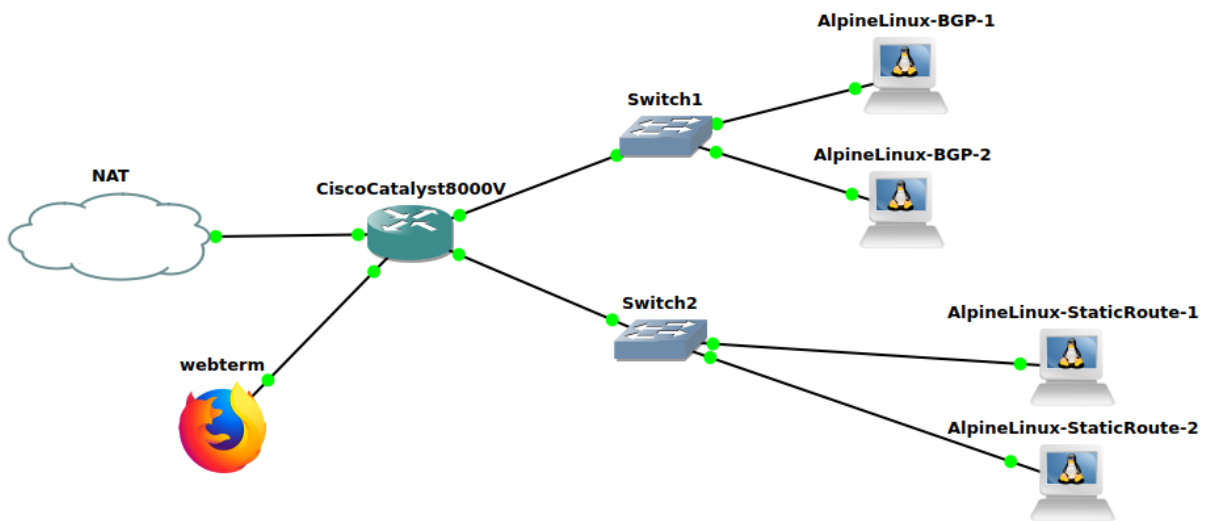 AlpineLinux-BGP-1
Switch1
AlpineLinux-BGP-2
NAT
CiscoCatalyst8000V
Switch2
AlpineLinux-StaticRoute-1
webterm
AlpineLinux-StaticRoute-2